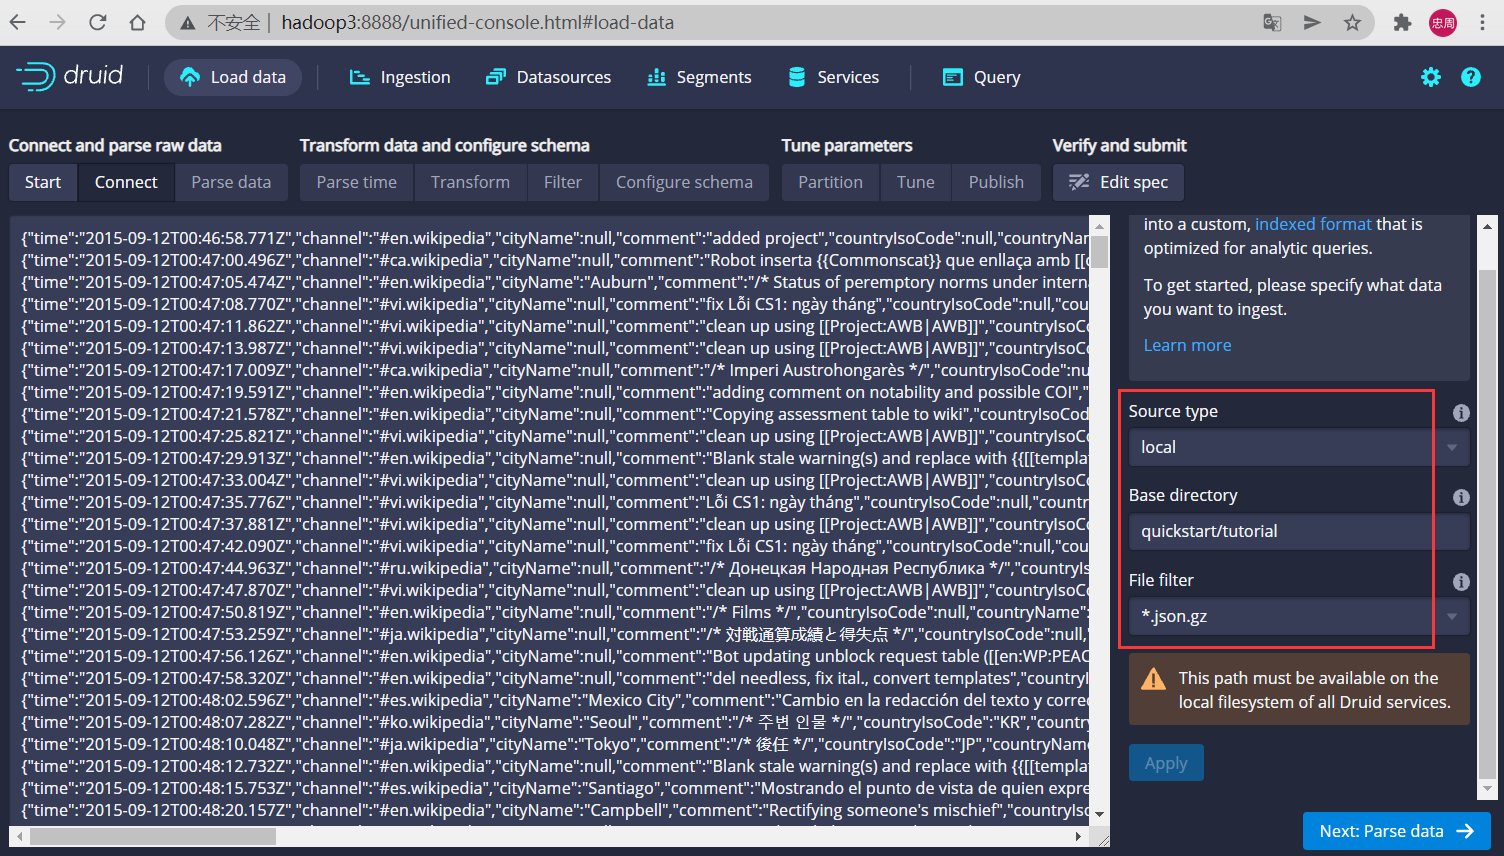 不安全 | hadoop3:8888/unified-console.html#load-data
忠周
druid
Load data
Ingestion
Datasources
Segments
Services
Query
Connect and parse raw data
Transform data and configure schema
Tune parameters
Verify and submit
Start
Connect
Parse data
Parse time
Transform
Filter
Configure schema
Partition
Tune
Publish
Edit spec
{"time":"2015-09-12T00:46:58.771Z","channel":"#en.wikipedia","cityName":null,"comment":"added project","countryIsoCode":null,"countryNan
{"time":"2015-09-12T00:47:00.496Z","channel":"#ca.wikipedia","cityName":null,"comment":"Robot inserta {{Commonscat}} que enllaça amb [[c
{"time":"2015-09-12T00:47:05.474Z","channel":"#en.wikipedia","cityName":"Auburn","comment":"/* Status of peremptory norms under interna
{"time":"2015-09-12T00:47:08.770Z","channel":"#vi.wikipedia","cityName":null,"comment":"fix Lỗi CS1: ngày tháng","countryIsoCode":null,"cou
{"time":"2015-09-12T00:47:11.862Z","channel":"#vi.wikipedia","cityName":null,"comment":"clean up using [[Project:AWB|AWB]]","countryIsoC
{"time":"2015-09-12T00:47:13.987Z","channel":"#vi.wikipedia","cityName":null,"comment":"clean up using [[Project:AWB|AWB]]","countryIsoC
{"time":"2015-09-12T00:47:17.009Z","channel":"#ca.wikipedia","cityName":null,"comment":"/* Imperi Austrohongarès */","countryIsoCode":nu
{"time":"2015-09-12T00:47:19.591Z","channel":"#en.wikipedia","cityName":null,"comment":"adding comment on notability and possible COI","
{"time":"2015-09-12T00:47:21.578Z","channel":"#en.wikipedia","cityName":null,"comment":"Copying assessment table to wiki","countryIsoCod
{"time":"2015-09-12T00:47:25.821Z","channel":"#vi.wikipedia","cityName":null,"comment":"clean up using [[Project:AWB|AWB]]","countryIsoC
{"time":"2015-09-12T00:47:29.913Z","channel":"#en.wikipedia","cityName":null,"comment":"Blank stale warning(s) and replace with {{[[templat
{"time":"2015-09-12T00:47:33.004Z","channel":"#vi.wikipedia","cityName":null,"comment":"clean up using [[Project:AWB|AWB]]","countryIsoC
{"time":"2015-09-12T00:47:35.776Z","channel":"#vi.wikipedia","cityName":null,"comment":"Lỗi CS1: ngày tháng","countryIsoCode":null,"countr
{"time":"2015-09-12T00:47:37.881Z","channel":"#vi.wikipedia","cityName":null,"comment":"clean up using [[Project:AWB|AWB]]","countryIsoC
{"time":"2015-09-12T00:47:42.090Z","channel":"#vi.wikipedia","cityName":null,"comment":"fix Lỗi CS1: ngày tháng","countryIsoCode":null,"cou
{"time":"2015-09-12T00:47:44.963Z","channel":"#ru.wikipedia","cityName":null,"comment":"/* Донецкая Народная Республика */","countryIs
{"time":"2015-09-12T00:47:47.870Z","channel":"#vi.wikipedia","cityName":null,"comment":"clean up using [[Project:AWB|AWB]]","countryIsoC
{"time":"2015-09-12T00:47:50.819Z","channel":"#en.wikipedia","cityName":null,"comment":"/* Films */","countryIsoCode":null,"countryName":
{"time":"2015-09-12T00:47:53.259Z","channel":"#ja.wikipedia","cityName":null,"comment":"/* 対戦通算成績と得失点 */","countryIsoCode":null,"
{"time":"2015-09-12T00:47:56.126Z","channel":"#en.wikipedia","cityName":null,"comment":"Bot updating unblock request table ([[en:WP:PEAC
{"time":"2015-09-12T00:47:58.320Z","channel":"#en.wikipedia","cityName":null,"comment":"del needless, fix ital., convert templates","countryIs
{"time":"2015-09-12T00:48:02.596Z","channel":"#es.wikipedia","cityName":"Mexico City","comment":"Cambio en la redacción del texto y corre
{"time":"2015-09-12T00:48:07.282Z","channel":"#ko.wikipedia","cityName":"Seoul","comment":"/* 주변 인물 */","countryIsoCode":"KR","country
{"time":"2015-09-12T00:48:10.048Z","channel":"#ja.wikipedia","cityName":"Tokyo","comment":"/* 後任 */","countryIsoCode":"JP","countryName
{"time":"2015-09-12T00:48:12.732Z","channel":"#en.wikipedia","cityName":null,"comment":"Blank stale warning(s) and replace with {{[[templat
{"time":"2015-09-12T00:48:15.753Z","channel":"#es.wikipedia","cityName":"Santiago","comment":"Mostrando el punto de vista de quien expre
{"time":"2015-09-12T00:48:20.157Z","channel":"#en.wikipedia","cityName":"Campbell","comment":"Rectifying someone's mischief","countryIso
into a custom, indexed format that is
optimized for analytic queries.
To get started, please specify what data
you want to ingest.
Learn more
Source type
local
Base directory
quickstart/tutorial
File filter
*.json.gz
This path must be available on the
local filesystem of all Druid services.
Apply
Next: Parse data